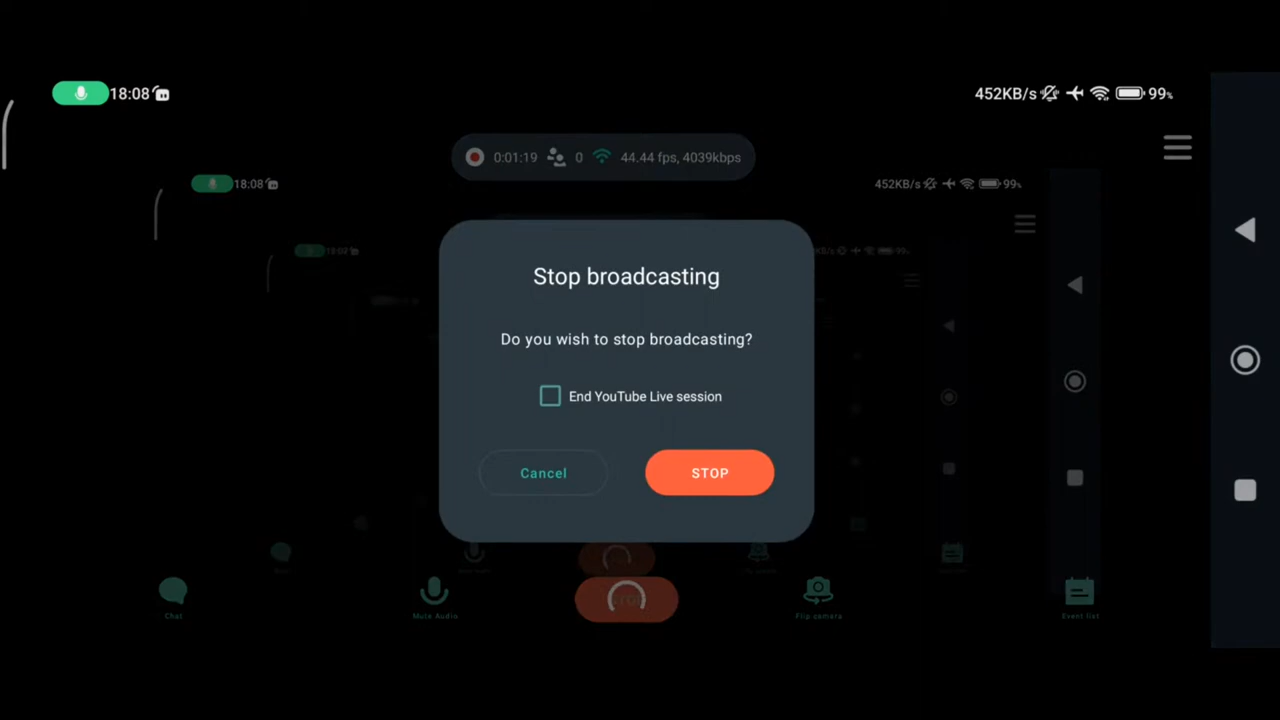 18:08
452KB/s 99%
0:01:19 0 44.44 fps, 4039kbps
18:08
452KB/s 99%
Stop broadcasting
Do you wish to stop broadcasting?
End YouTube Live session
Cancel
STOP
Chat
Mute Audio
Flip camera
Event list